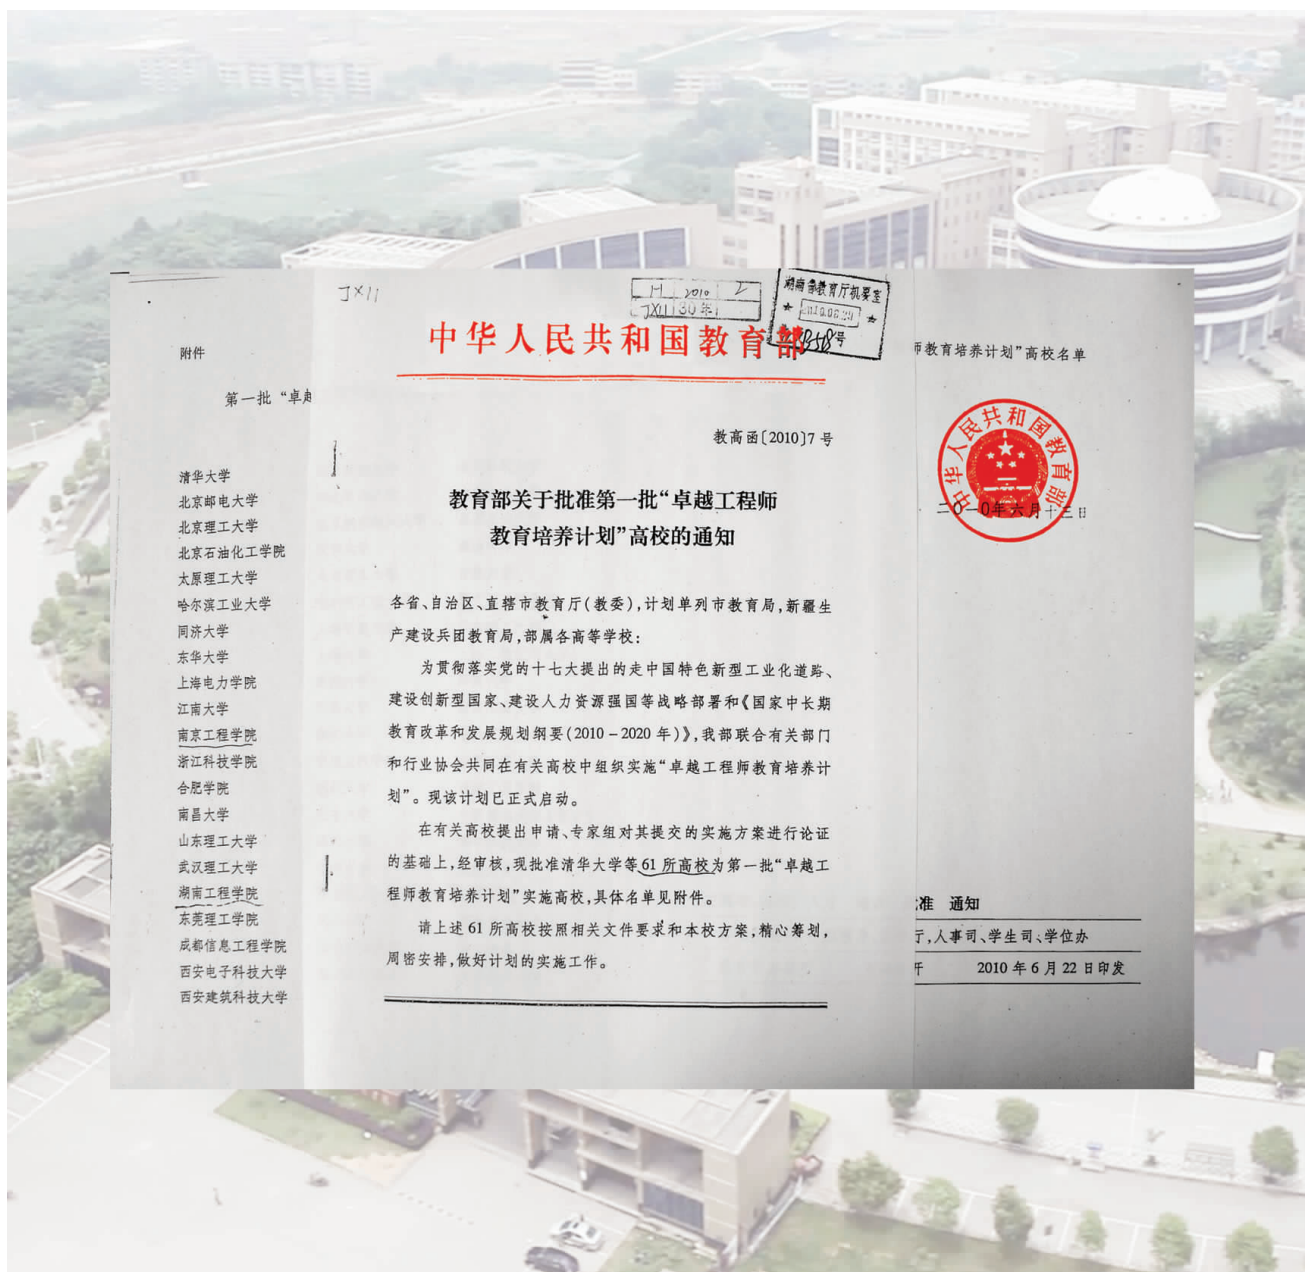 附件
第一批“卓越
清华大学
北京邮电大学
北京理工大学
北京石油化工学院
太原理工大学
哈尔滨工业大学
同济大学
东华大学
上海电力学院
江南大学
南京工程学院
浙江科技学院
合肥学院
南昌大学
山东理工大学
武汉理工大学
湖南工程学院
东莞理工学院
成都信息工程学院
西安电子科技大学
西安建筑科技大学
JX11
H 2010 2
JX11 30年
湖南省教育厅机要室
2010.06.29
号
中华人民共和国教育部
教高函〔2010〕7 号
教育部关于批准第一批“卓越工程师
教育培养计划”高校的通知
各省、自治区、直辖市教育厅(教委),计划单列市教育局,新疆生
产建设兵团教育局,部属各高等学校:
为贯彻落实党的十七大提出的走中国特色新型工业化道路、
建设创新型国家、建设人力资源强国等战略部署和《国家中长期
教育改革和发展规划纲要(2010－2020 年)》,我部联合有关部门
和行业协会共同在有关高校中组织实施“卓越工程师教育培养计
划”。现该计划已正式启动。
在有关高校提出申请、专家组对其提交的实施方案进行论证
的基础上,经审核,现批准清华大学等 61 所高校为第一批“卓越工
程师教育培养计划”实施高校,具体名单见附件。
请上述 61 所高校按照相关文件要求和本校方案,精心筹划,
周密安排,做好计划的实施工作。
师教育培养计划”高校名单
中华人民共和国教育部
二〇一〇年六月十三日
准 通知
厅,人事司、学生司、学位办
2010 年 6 月 22 日印发